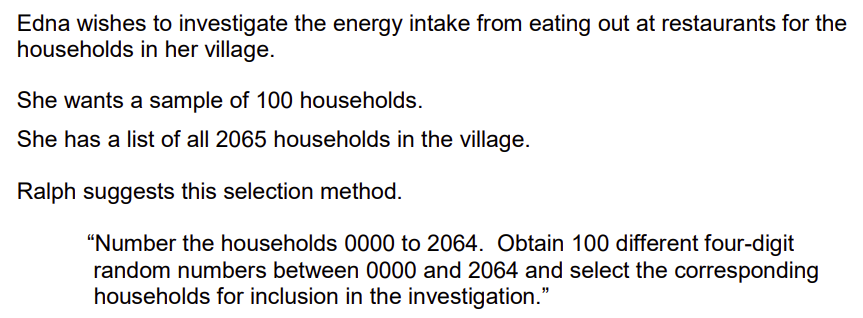 Edna wishes to investigate the energy intake from eating out at restaurants for the
households in her village.
She wants a sample of 100 households.
She has a list of all 2065 households in the village.
Ralph suggests this selection method.
“Number the households 0000 to 2064.  Obtain 100 different four-digit
random numbers between 0000 and 2064 and select the corresponding
households for inclusion in the investigation.”